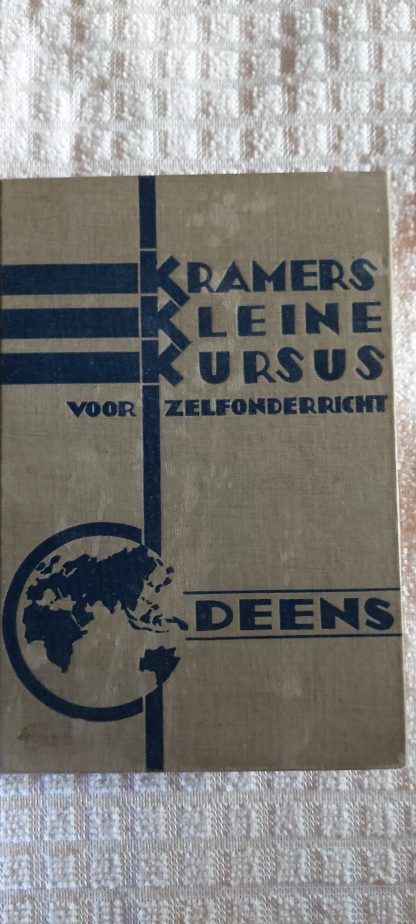 KRAMERS
KLEINE
KURSUS
VOOR ZELFONDERRICHT
DEENS